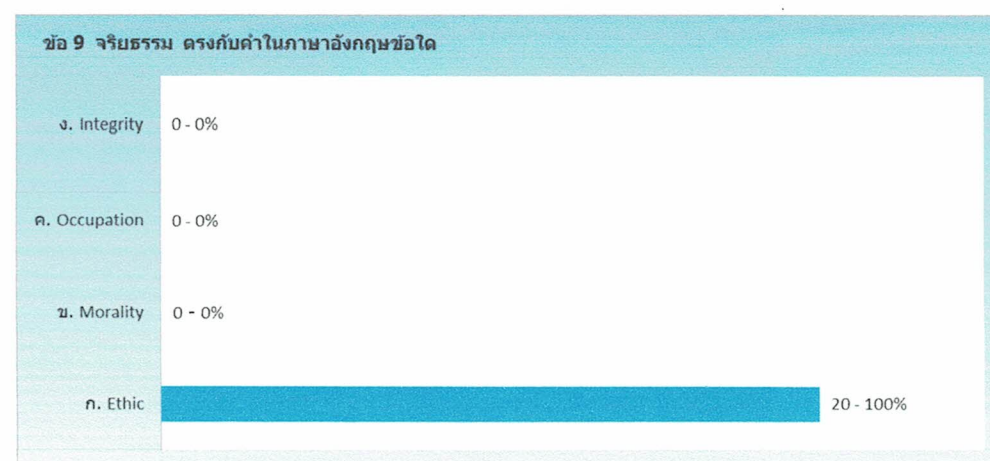 ข้อ 9 จริยธรรม ตรงกับคำในภาษาอังกฤษข้อใด
ง. Integrity 0 - 0%
ค. Occupation 0 - 0%
ข. Morality 0 - 0%
ก. Ethic 20 - 100%